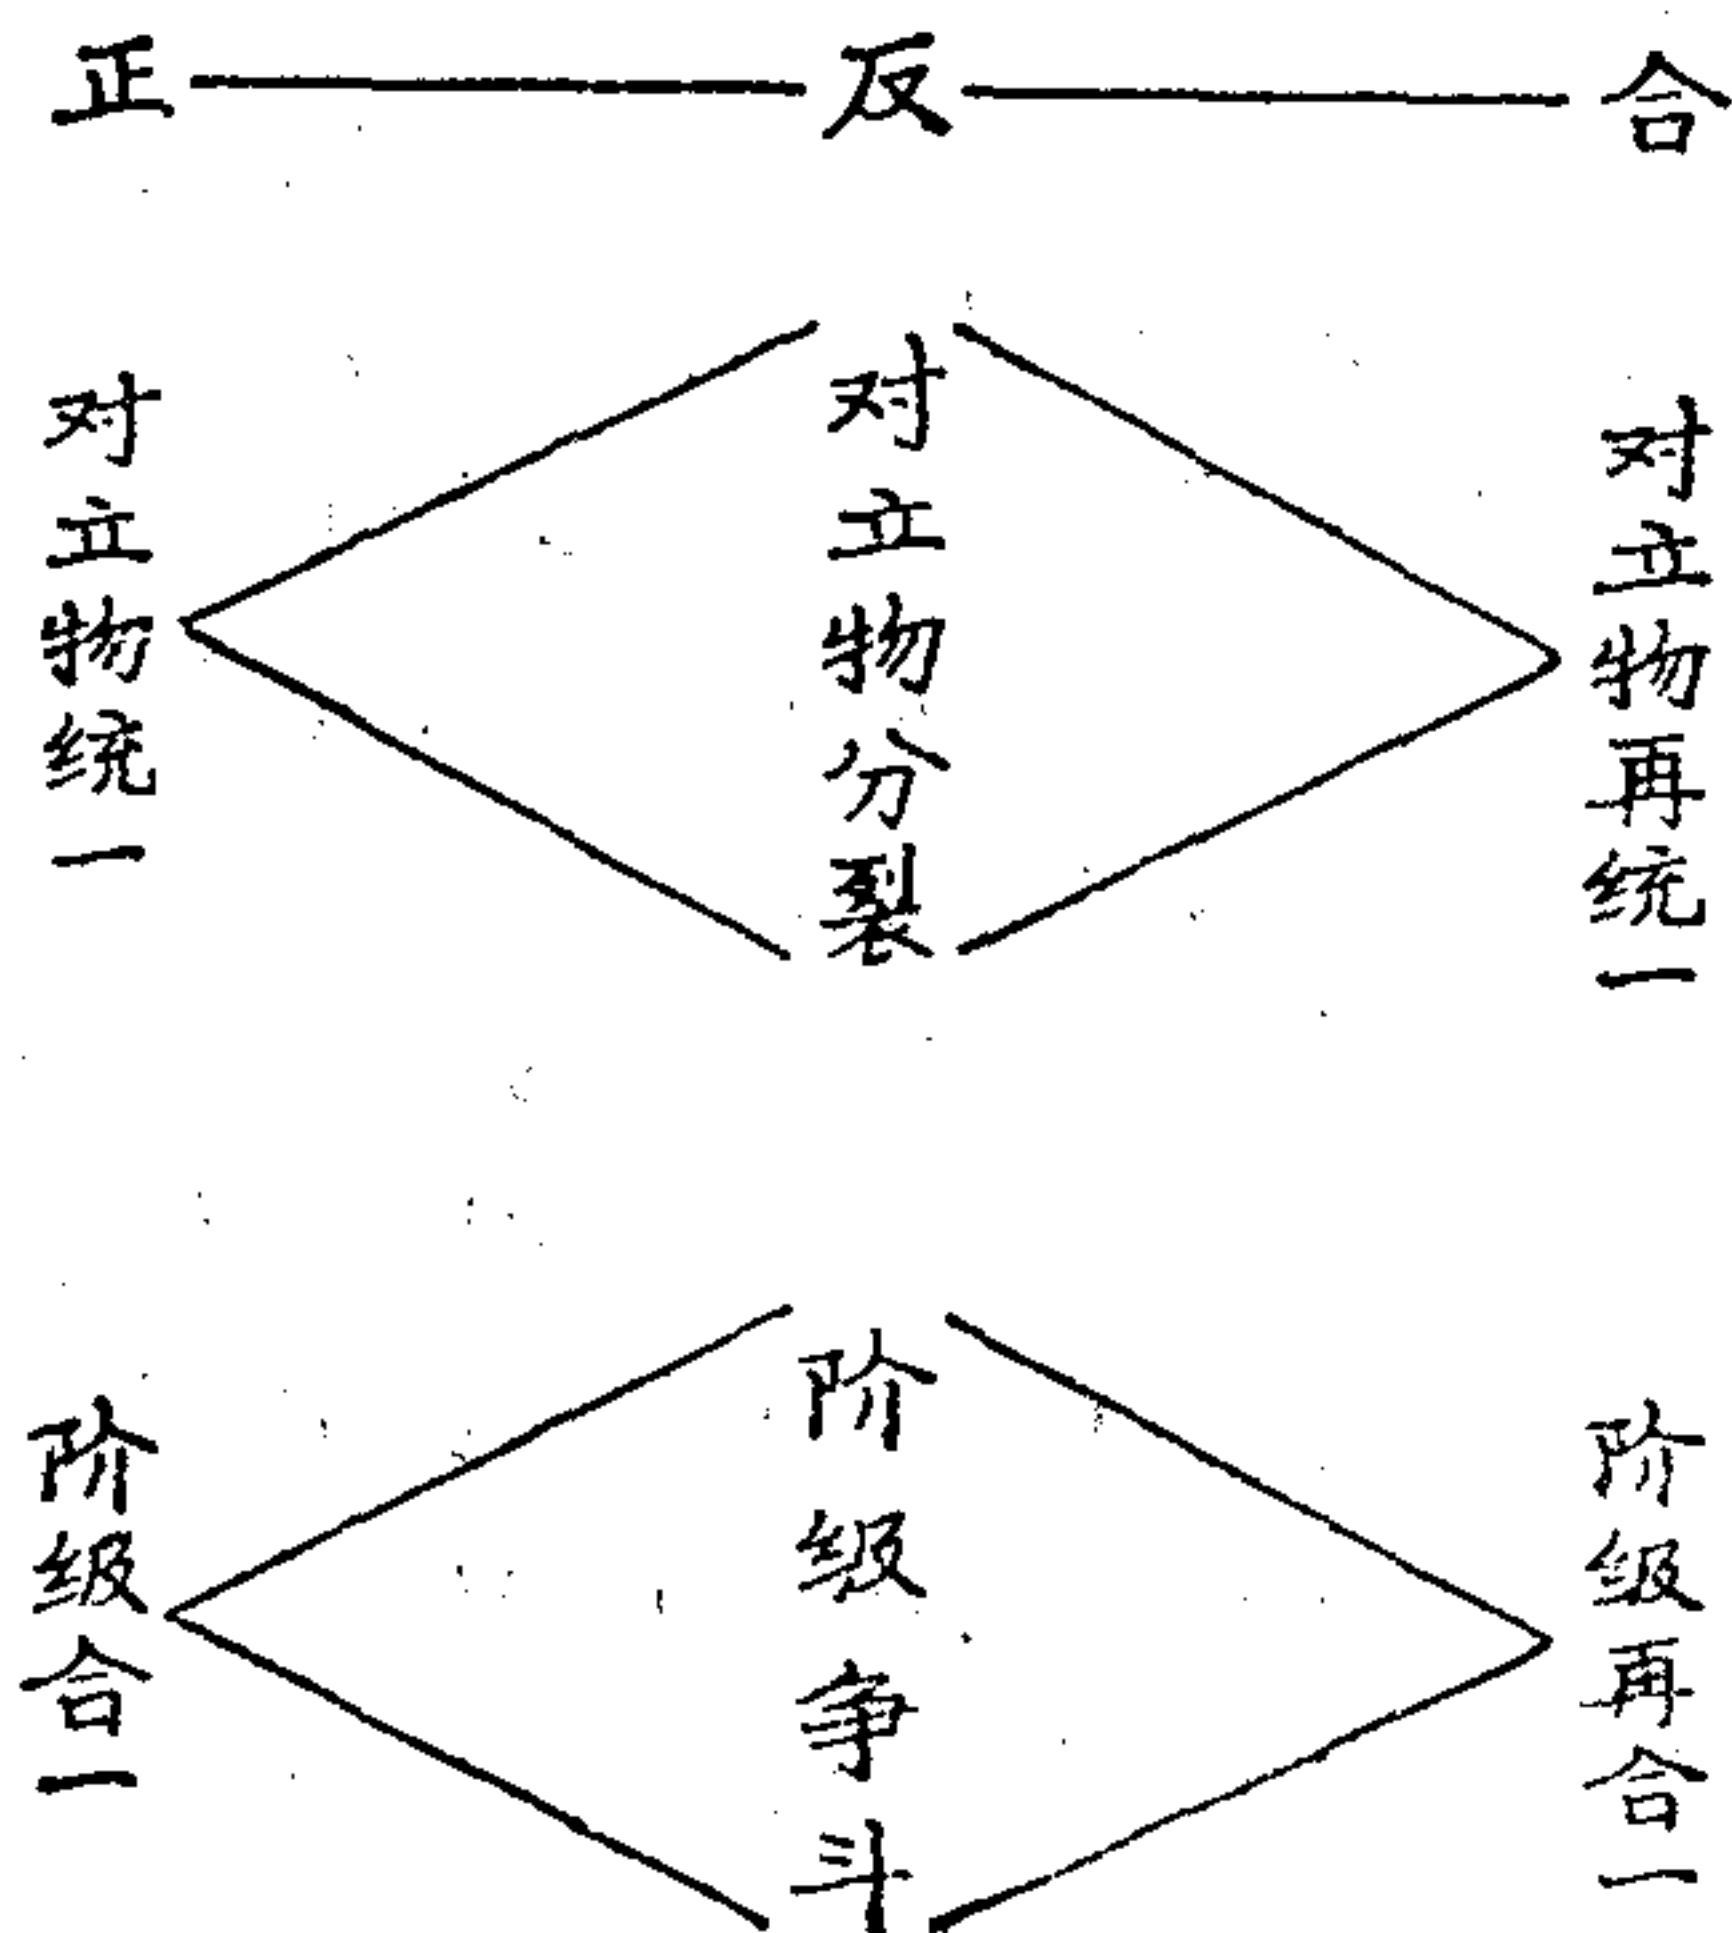 正 反 合
对立物统一
对立物分裂
对立物再统一
阶级合一
阶级争斗
阶级再合一